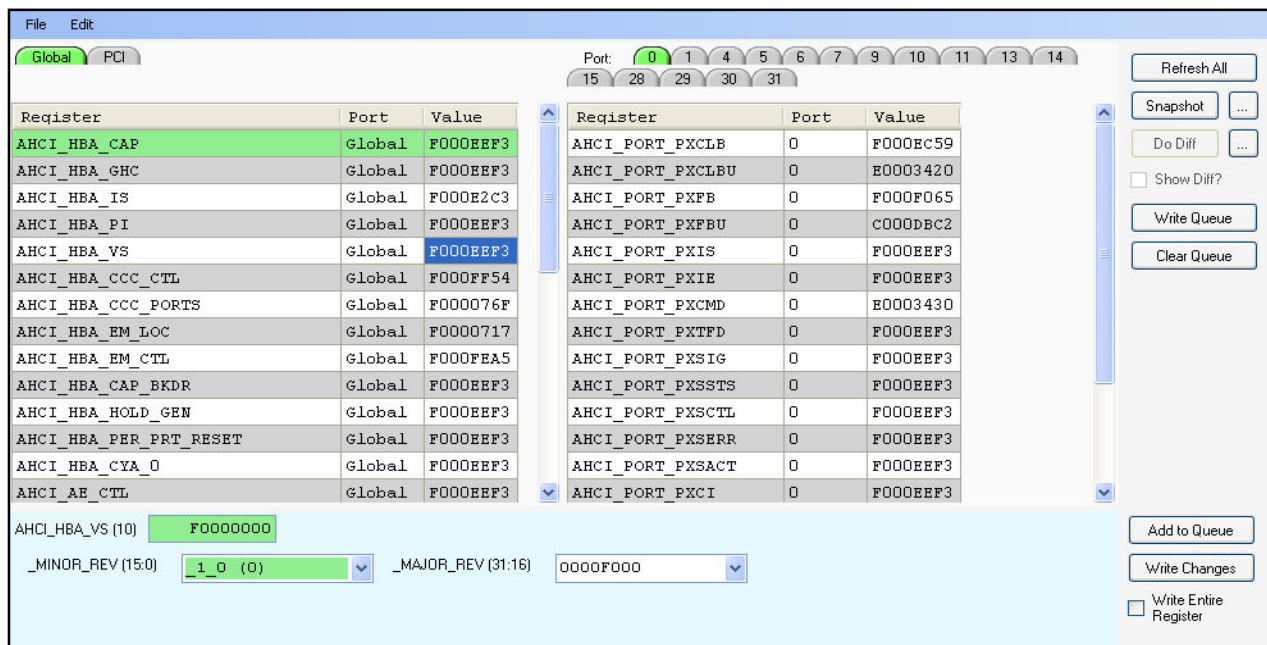 File Edit
Global PCI
Port: 0 1 4 5 6 7 9 10 11 13 14
15 28 29 30 31
Register Port Value
AHCI_HBA_CAP Global F000EEF3
AHCI_HBA_GHC Global F000EEF3
AHCI_HBA_IS Global F000E2C3
AHCI_HBA_PI Global F000EEF3
AHCI_HBA_VS Global F000EEF3
AHCI_HBA_CCC_CTL Global F000FF54
AHCI_HBA_CCC_PORTS Global F000076F
AHCI_HBA_EM_LOC Global F0000717
AHCI_HBA_EM_CTL Global F000FEA5
AHCI_HBA_CAP_BKDR Global F000EEF3
AHCI_HBA_HOLD_GEN Global F000EEF3
AHCI_HBA_PER_PRT_RESET Global F000EEF3
AHCI_HBA_CYA_0 Global F000EEF3
AHCI_AE_CTL Global F000EEF3
Register Port Value
AHCI_PORT_PXCLB 0 F000EC59
AHCI_PORT_PXCLBU 0 E0003420
AHCI_PORT_PXFB 0 F000F065
AHCI_PORT_PXFBU 0 C000DBC2
AHCI_PORT_PXIS 0 F000EEF3
AHCI_PORT_PXIE 0 F000EEF3
AHCI_PORT_PXCMD 0 E0003430
AHCI_PORT_PXTFD 0 F000EEF3
AHCI_PORT_PXSIG 0 F000EEF3
AHCI_PORT_PXSSTS 0 F000EEF3
AHCI_PORT_PXSCTL 0 F000EEF3
AHCI_PORT_PXSERR 0 F000EEF3
AHCI_PORT_PXSACT 0 F000EEF3
AHCI_PORT_PXCI 0 F000EEF3
Refresh All
Snapshot ...
Do Diff ...
Show Diff?
Write Queue
Clear Queue
AHCI_HBA_VS (10) F0000000
_MINOR_REV (15:0) _1_0 (0) _MAJOR_REV (31:16) 0000F000
Add to Queue
Write Changes
Write Entire
Register